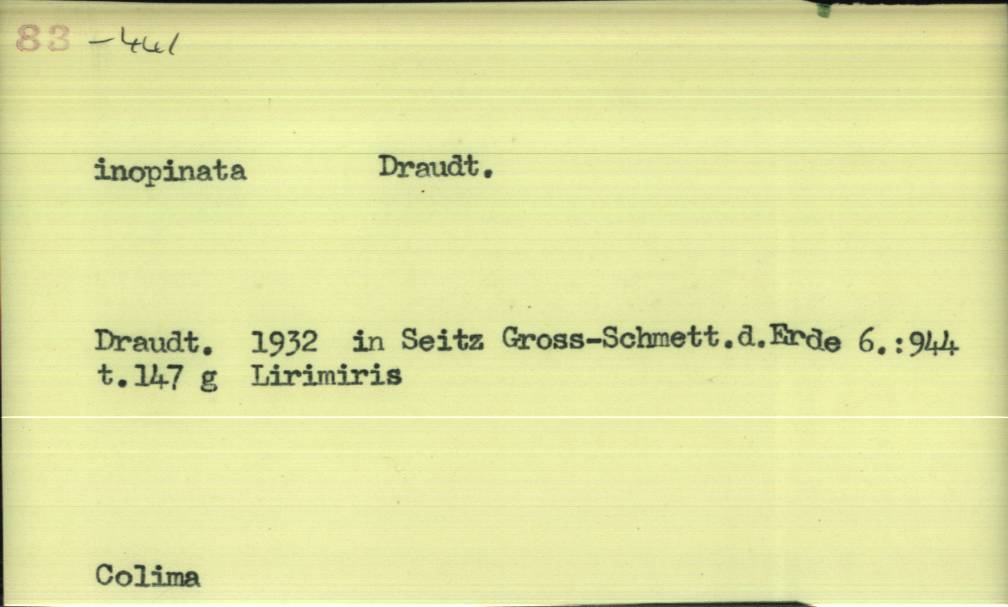 83 -441
inopinata Draudt.
Draudt. 1932 in Seitz Gross-Schmett.d.Erde 6.:944
t.147 g Lirimiris
Colima